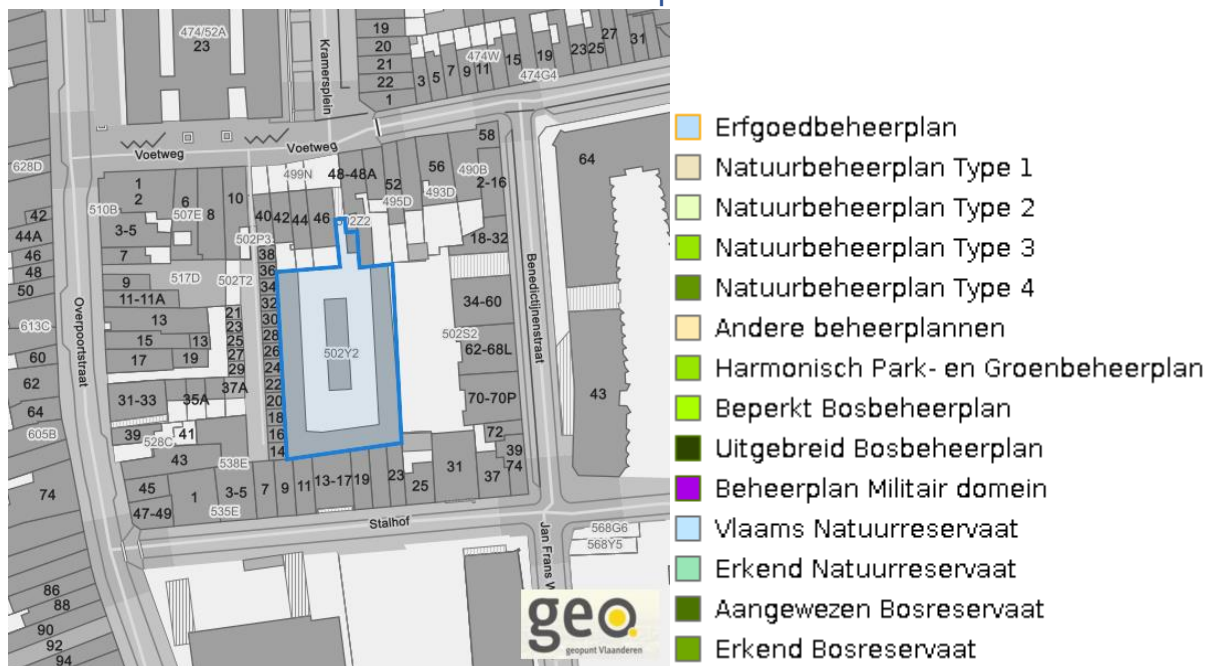 474/52A
23
Kramersplein
19
20
21
22
1
3 5 7 9 11 15 19 23 25 27 31
474W
474G4
Voetweg
Voetweg
58
64
628D
1
2
6
8
10
499N
48-48A
52
56
490B
2-16
510B
507E
40 42 44 46
495D
493D
42
44A
46
48
50
3-5
7
502P3
38
36
18-32
517D
502T2
9
11-11A
34
32
34-60
Benedictijnenstraat
Overpoortstraat
13
21
23
30
28
502S2
613C
15
25
26
502Y2
62-68L
60
17
19
27
29
24
22
43
62
31-33
35A
37A
20
18
70-70P
64
605B
39
41
528C
16
14
72
39
74
43
538E
74
45
1
3-5
7 9 11 13-17 19 23 25
31
37
47-49
535E
Stalhof
568G6
568Y5
Jan Frans
86
88
90
92
94
geo
geopunt Vlaanderen
Erfgoedbeheerplan
Natuurbeheerplan Type 1
Natuurbeheerplan Type 2
Natuurbeheerplan Type 3
Natuurbeheerplan Type 4
Andere beheerplannen
Harmonisch Park- en Groenbeheerplan
Beperkt Bosbeheerplan
Uitgebreid Bosbeheerplan
Beheerplan Militair domein
Vlaams Natuurreservaat
Erkend Natuurreservaat
Aangewezen Bosreservaat
Erkend Bosreservaat